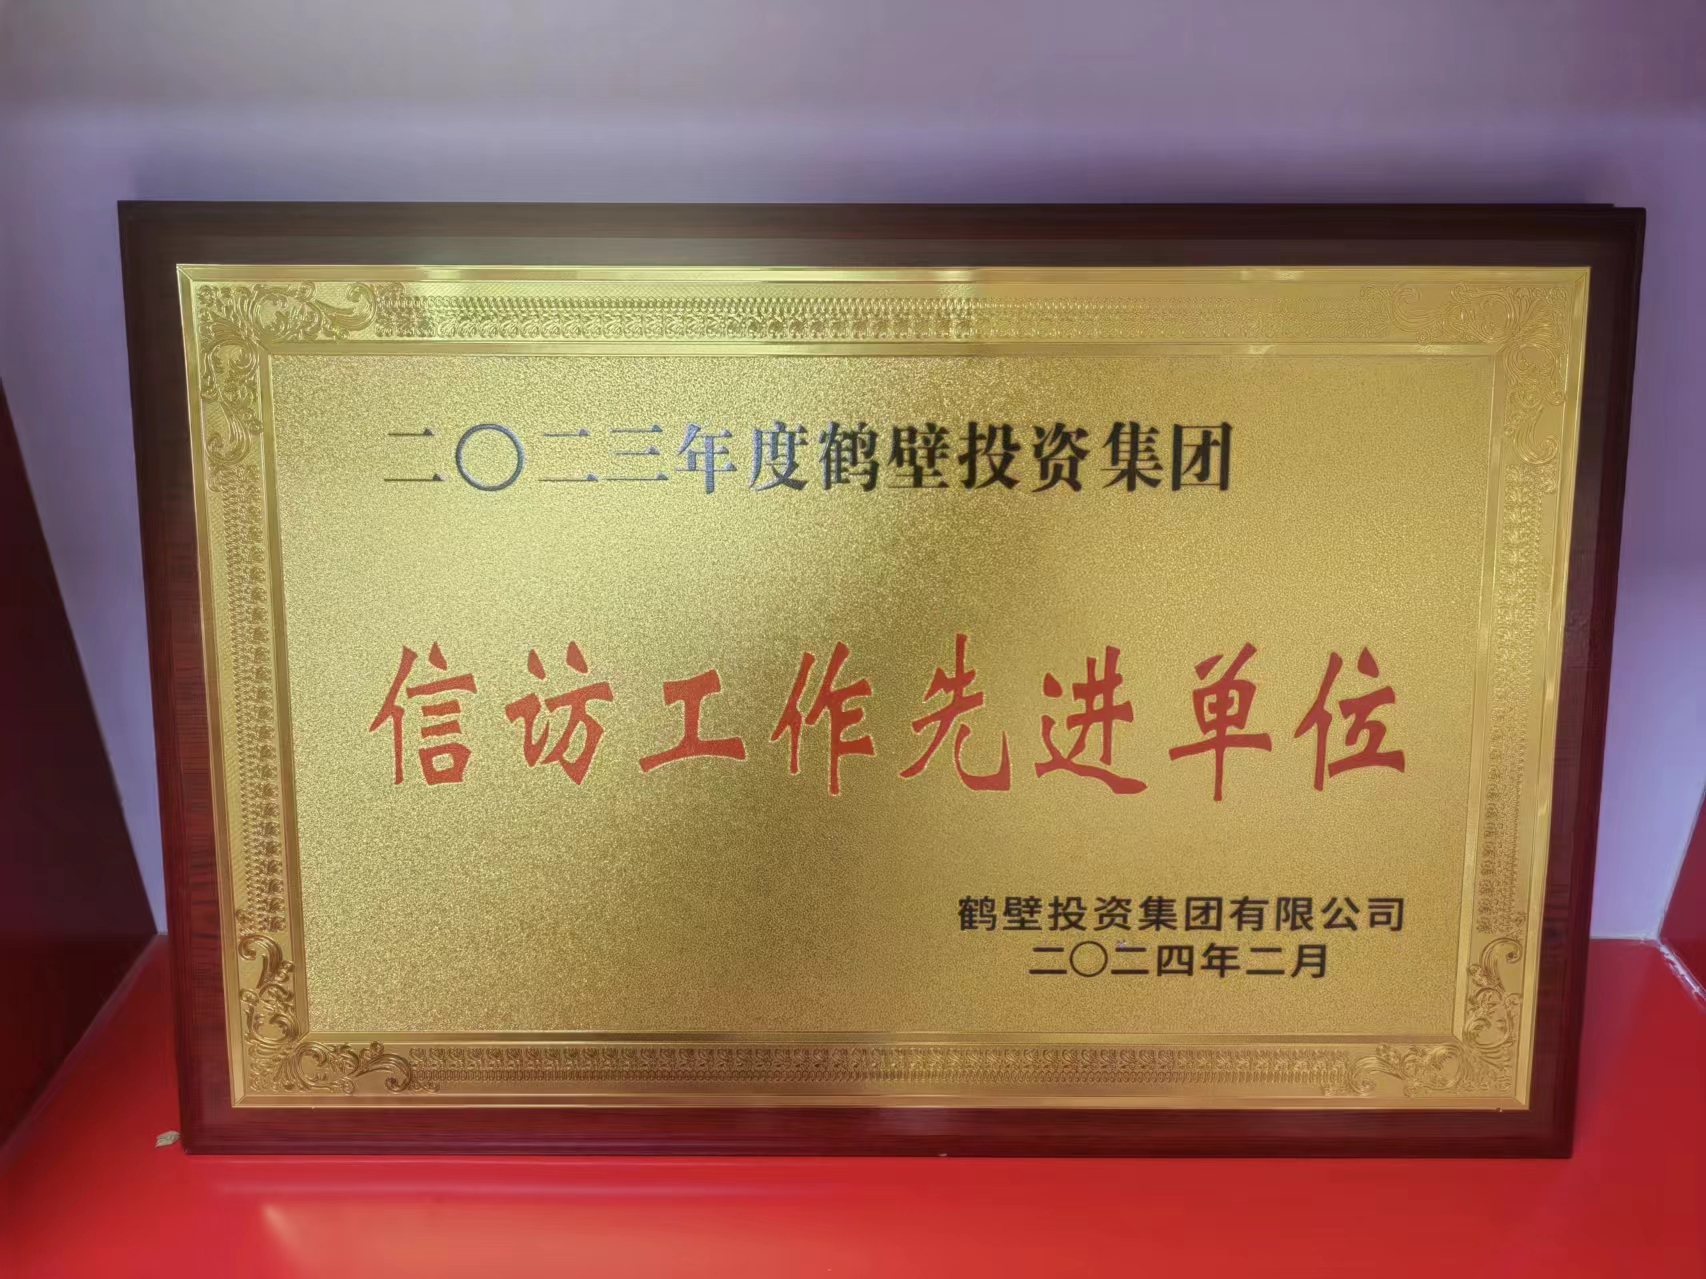 二〇二三年度鹤壁投资集团
信访工作先进单位
鹤壁投资集团有限公司
二〇二四年二月